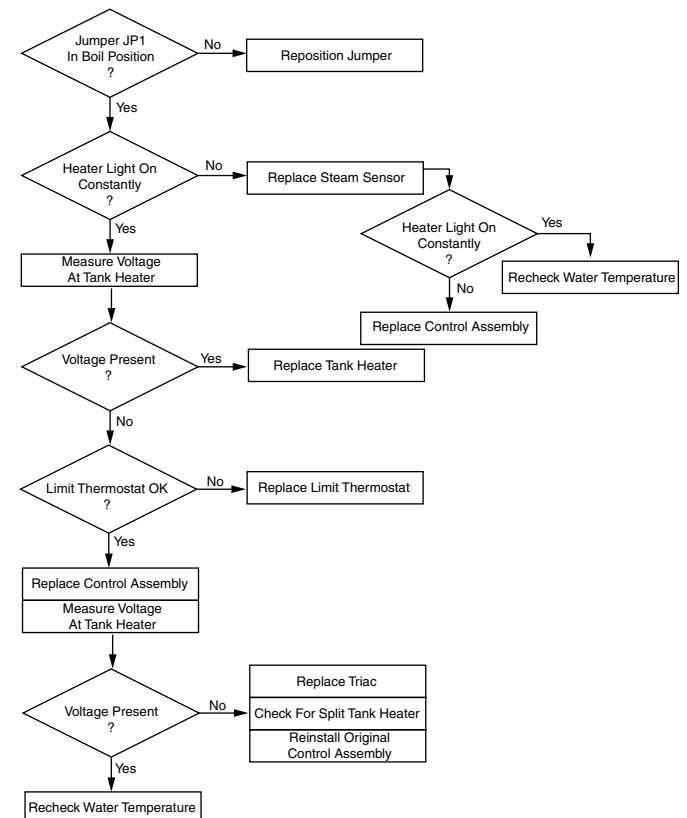 Jumper JP1
In Boil Position
?
No
Reposition Jumper
Yes
Heater Light On
Constantly
?
No
Replace Steam Sensor
Heater Light On
Constantly
?
Yes
Recheck Water Temperature
No
Replace Control Assembly
Yes
Measure Voltage
At Tank Heater
Voltage Present
?
Yes
Replace Tank Heater
No
Limit Thermostat OK
?
No
Replace Limit Thermostat
Yes
Replace Control Assembly
Measure Voltage
At Tank Heater
Voltage Present
?
No
Replace Triac
Check For Split Tank Heater
Reinstall Original
Control Assembly
Yes
Recheck Water Temperature